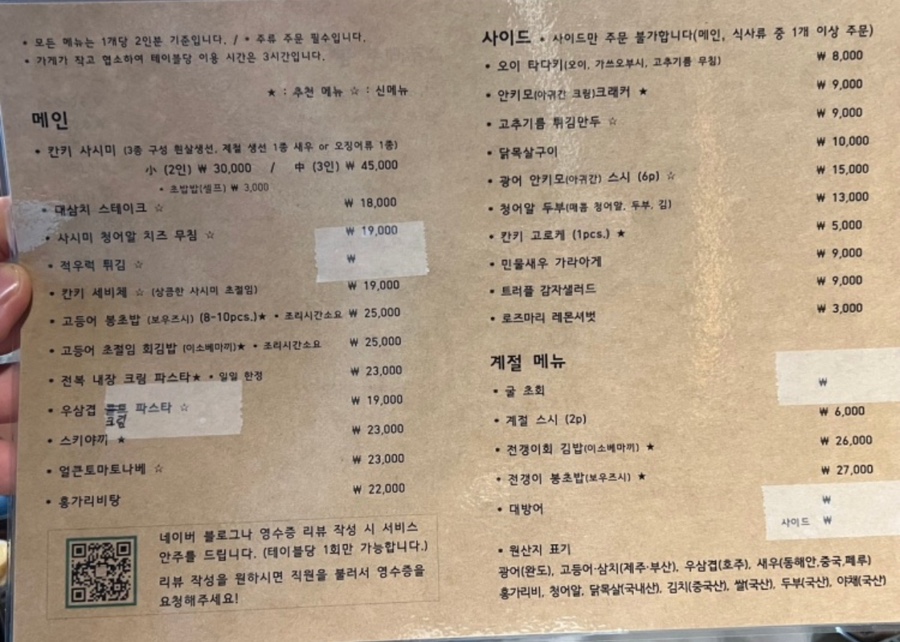 • 모든 메뉴는 1개당 2인분 기준입니다. / • 주류 주문 필수입니다.
• 가게가 작고 협소하여 테이블당 이용 시간은 3시간입니다.
★ : 추천 메뉴 ☆ : 신메뉴
메인
• 칸키 사시미 (3종 구성 흰살생선, 계절 생선 1종 새우 or 오징어류 1종)
小 (2인) ₩ 30,000 / 中 (3인) ₩ 45,000
• 초밥밥(셀프) ₩ 3,000
• 대삼치 스테이크 ☆ ₩ 18,000
• 사시미 청어알 치즈 무침 ☆ ₩ 19,000
• 적우럭 튀김 ☆ ₩
• 칸키 세비체 ☆ (상큼한 사시미 초절임) ₩ 19,000
• 고등어 봉초밥 (보우즈시) (8-10pcs.)★ • 조리시간소요 ₩ 25,000
• 고등어 초절임 회김밥 (이소베마끼)★ • 조리시간소요 ₩ 25,000
• 전복 내장 크림 파스타★ • 일일 한정 ₩ 23,000
• 우삼겹 파스타 ☆ ₩ 19,000
크림
• 스키야끼 ★ ₩ 23,000
• 얼큰토마토나베 ☆ ₩ 23,000
• 홍가리비탕 ₩ 22,000
네이버 블로그나 영수증 리뷰 작성 시 서비스
안주를 드립니다. (테이블당 1회만 가능합니다.)
리뷰 작성을 원하시면 직원을 불러서 영수증을
요청해주세요!
사이드 • 사이드만 주문 불가합니다(메인, 식사류 중 1개 이상 주문)
• 오이 타다키(오이, 가쓰오부시, 고추기름 무침) ₩ 8,000
• 안키모(아귀간 크림)크래커 ★ ₩ 9,000
• 고추기름 튀김만두 ☆ ₩ 9,000
• 닭목살구이 ₩ 10,000
• 광어 안키모(아귀간) 스시 (6p) ☆ ₩ 15,000
• 청어알 두부(매콤 청어알, 두부, 김) ₩ 13,000
• 칸키 고로케 (1pcs.) ★ ₩ 5,000
• 민물새우 가라아게 ₩ 9,000
• 트러플 감자샐러드 ₩ 9,000
• 로즈마리 레몬셔벗 ₩ 3,000
계절 메뉴
• 굴 초회 ₩
• 계절 스시 (2p) ₩ 6,000
• 전갱이회 김밥(이소베마끼) ★ ₩ 26,000
• 전갱이 봉초밥(보우즈시) ★ ₩ 27,000
• 대방어 ₩
사이드 ₩
• 원산지 표기
광어(완도), 고등어·삼치(제주·부산), 우삼겹(호주), 새우(동해안,중국,페루)
홍가리비, 청어알, 닭목살(국내산), 김치(중국산), 쌀(국산), 두부(국산), 야채(국산)